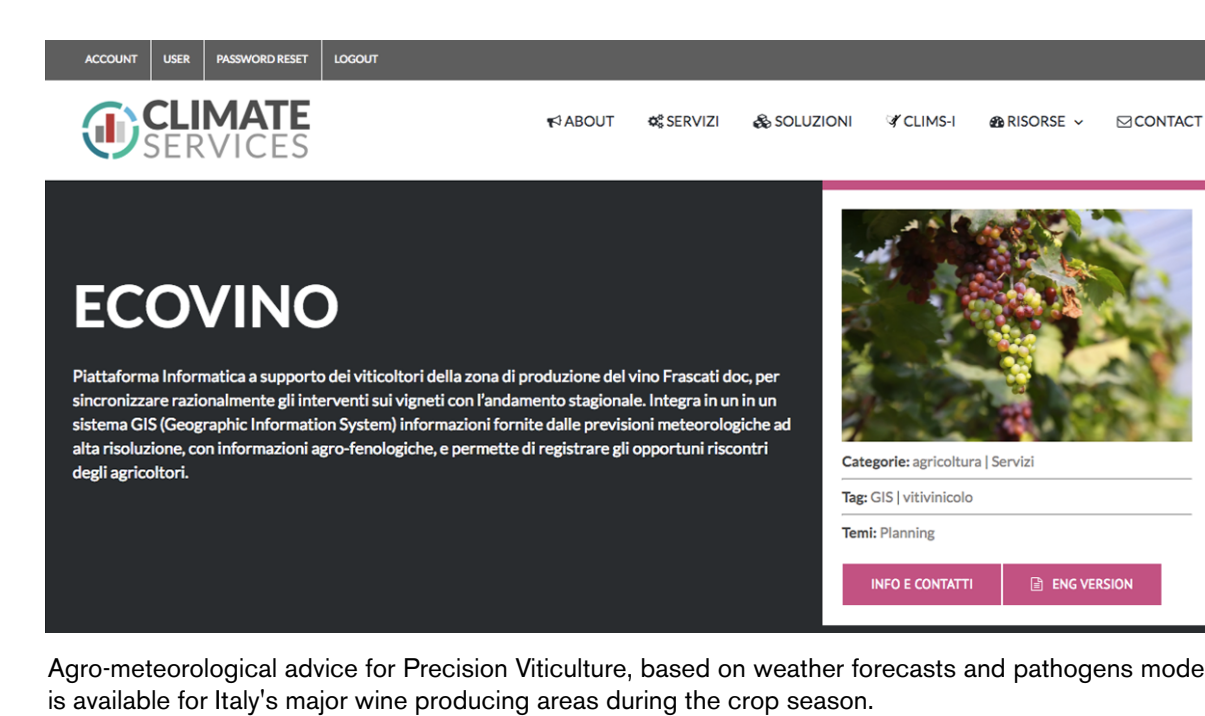 ACCOUNT USER PASSWORD RESET LOGOUT
CLIMATE
SERVICES
ABOUT SERVIZI SOLUZIONI CLIMS-I RISORSE CONTACT
ECOVINO
Piattaforma Informatica a supporto dei viticoltori della zona di produzione del vino Frascati doc, per
sincronizzare razionalmente gli interventi sui vigneti con l'andamento stagionale. Integra in un in un
sistema GIS (Geographic Information System) informazioni fornite dalle previsioni meteorologiche ad
alta risoluzione, con informazioni agro-fenologiche, e permette di registrare gli opportuni riscontri
degli agricoltori.
Categorie: agricoltura | Servizi
Tag: GIS | vitivinicolo
Temi: Planning
INFO E CONTATTI ENG VERSION
Agro-meteorological advice for Precision Viticulture, based on weather forecasts and pathogens mode
is available for Italy's major wine producing areas during the crop season.